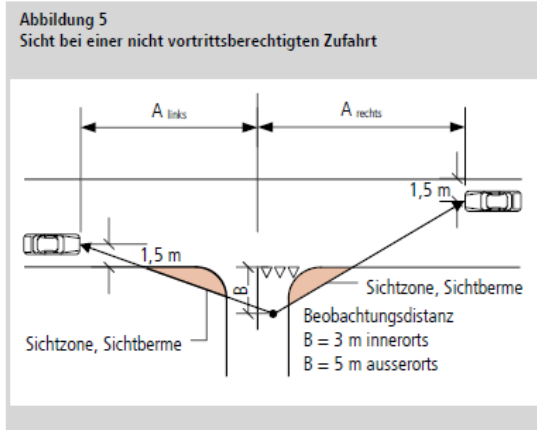 Abbildung 5
Sicht bei einer nicht vortrittsberechtigten Zufahrt
A links
A rechts
1,5 m
1,5 m
B
Sichtzone, Sichtberme
Beobachtungsdistanz
B = 3 m innerorts
Sichtzone, Sichtberme
B = 5 m ausserorts